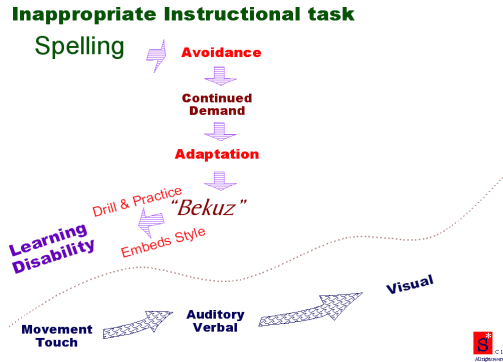 Inappropriate Instructional task
Spelling
Avoidance
Continued
Demand
Adaptation
Drill & Practice
"Bekuz"
Embeds Style
Learning
Disability
Movement
Touch
Auditory
Verbal
Visual
S